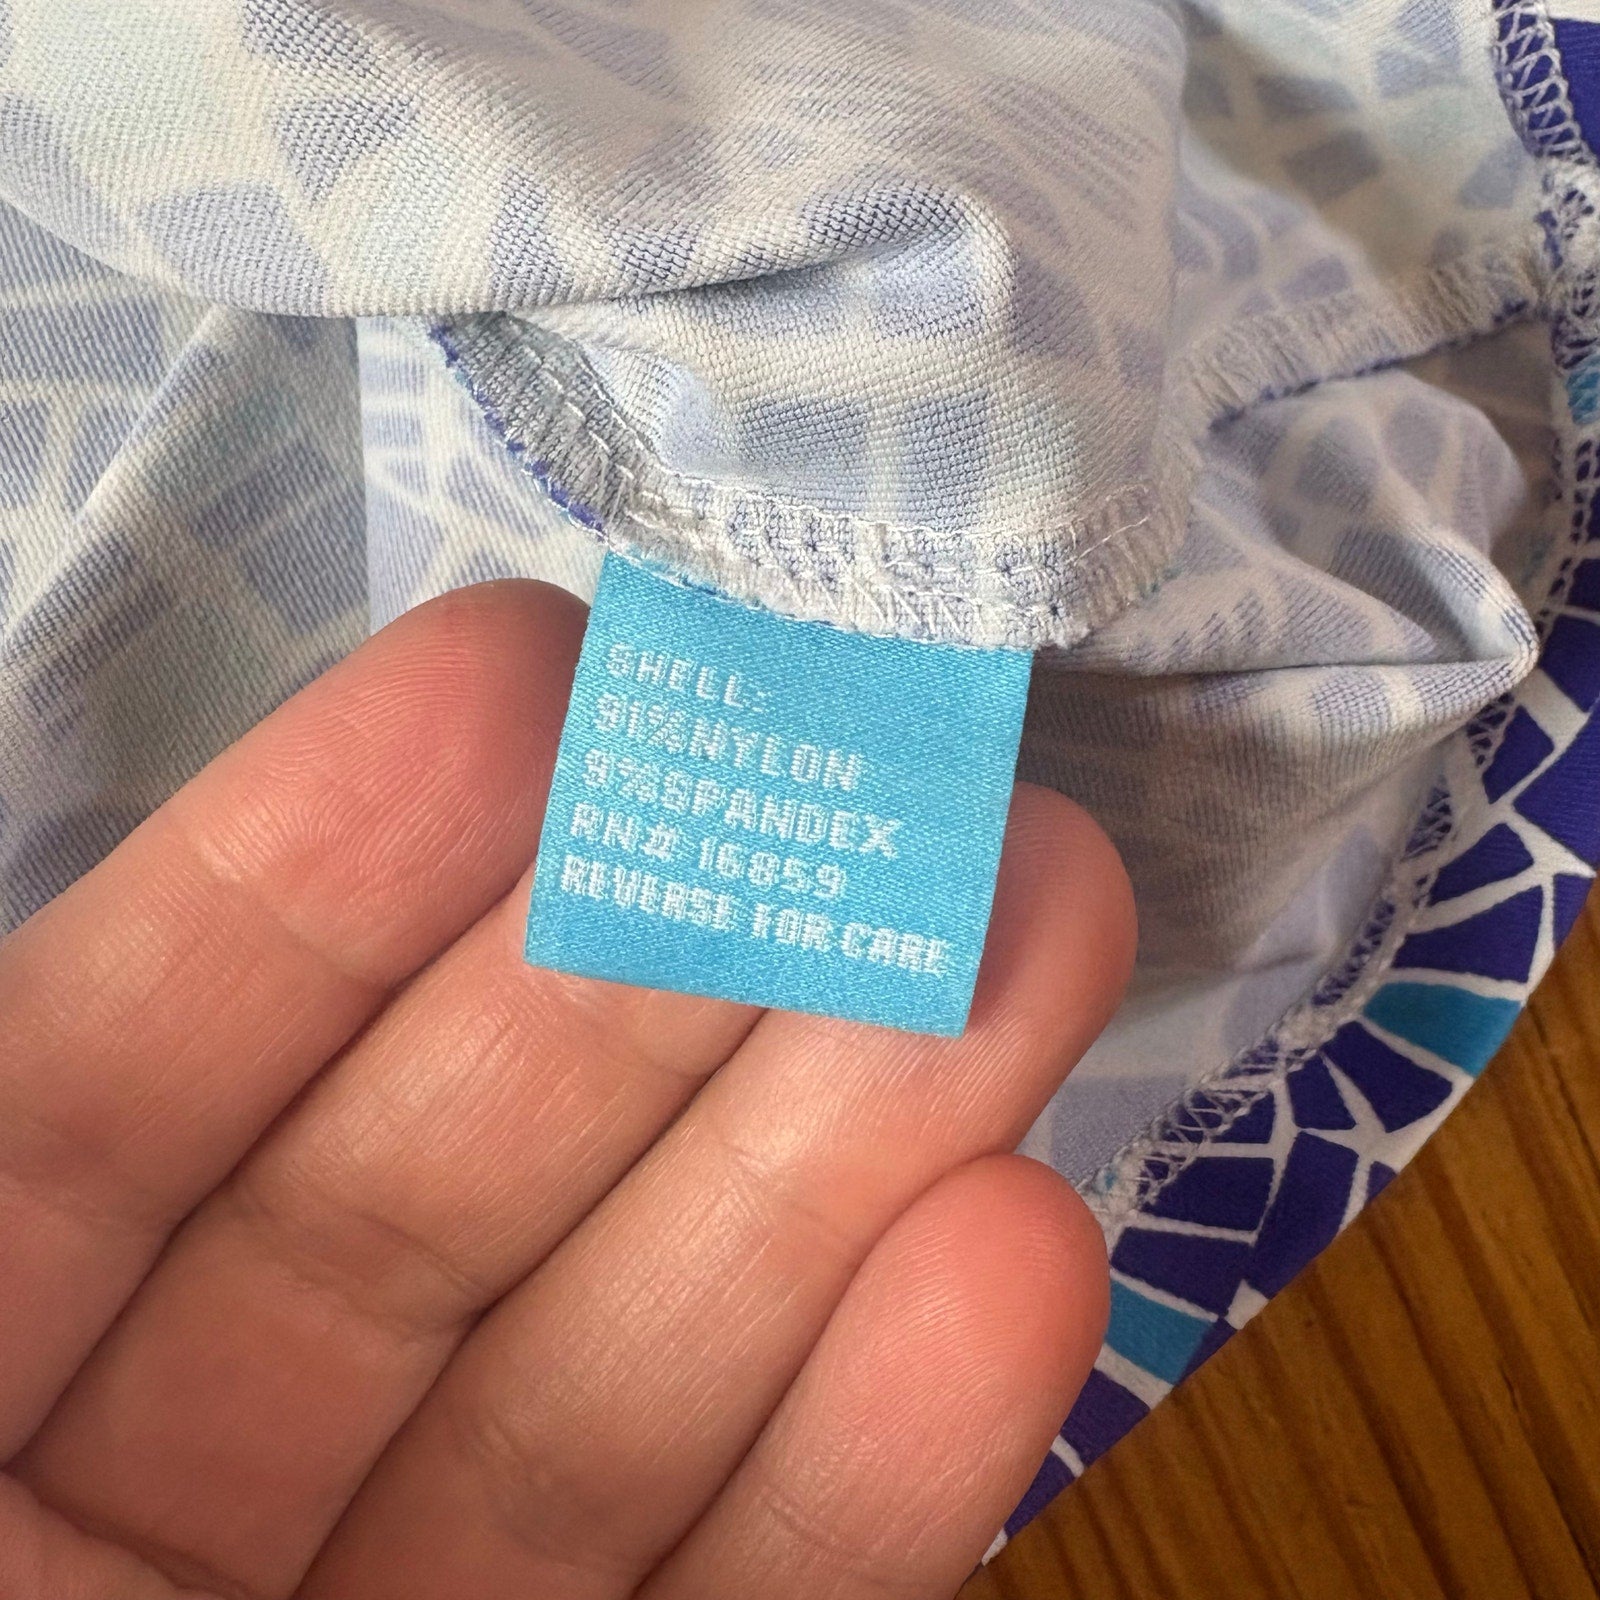 SHELL:
91%NYLON
9%SPANDEX
RN# 16859
REVERSE FOR CARE